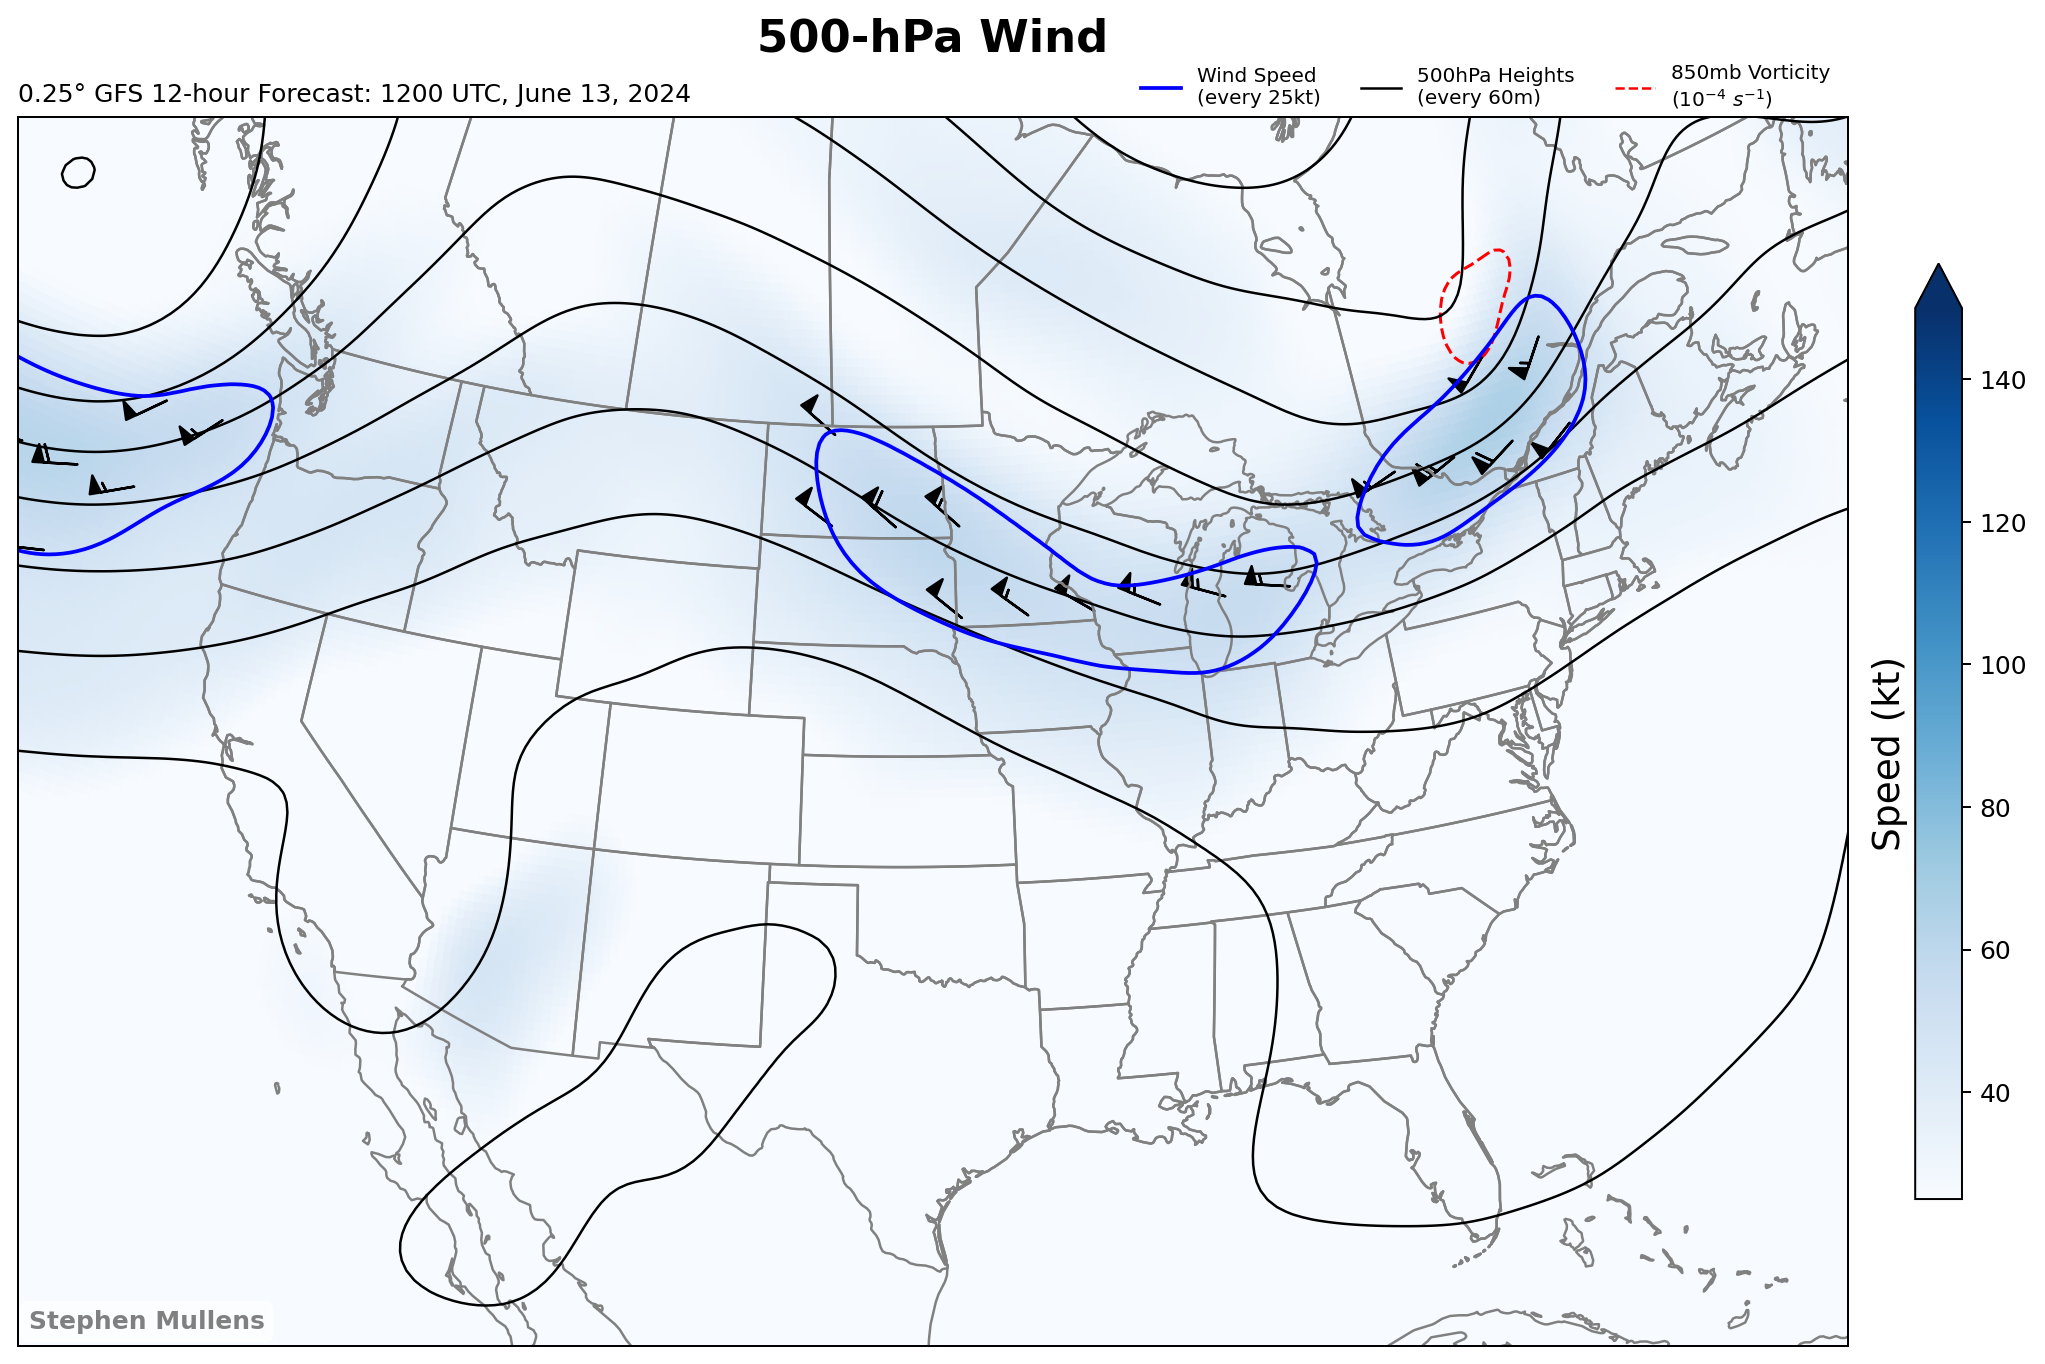 500-hPa Wind
0.25° GFS 12-hour Forecast: 1200 UTC, June 13, 2024
Wind Speed
(every 25kt)
500hPa Heights
(every 60m)
850mb Vorticity
(10⁻⁴ s⁻¹)
140
120
100
80
60
40
Speed (kt)
Stephen Mullens